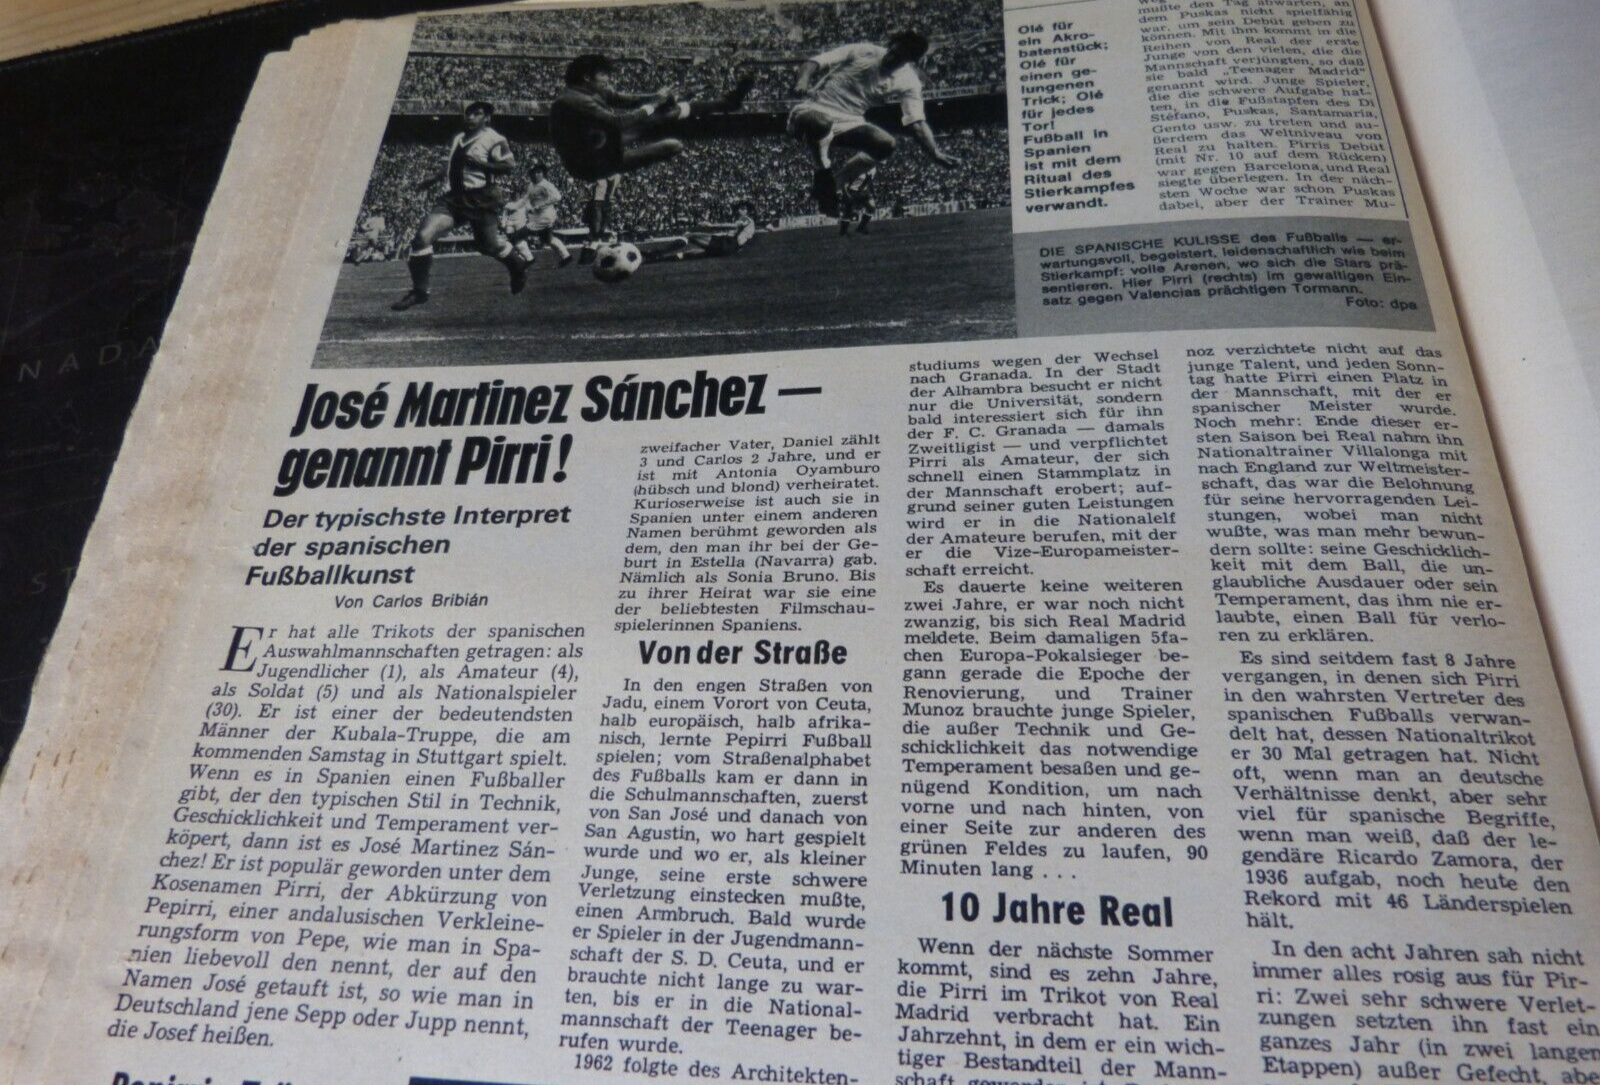 Olé für
ein Akro-
batenstück;
Olé für
einen ge-
lungenen
Trick; Olé
für jedes
Tor!
Fußball in
Spanien
ist mit dem
Ritual des
Stierkampfes
verwandt.
mußte den Tag abwarten, an
dem Puskas nicht spielfähig
war, um sein Debüt geben zu
können. Mit ihm kommt in die
Reihen von Real der erste
Junge von den vielen, die die
Mannschaft verjüngten, so daß
sie bald „Teenager Madrid"
genannt wird. Junge Spieler,
die die schwere Aufgabe hat-
ten, in die Fußstapfen des Di
Stéfano, Puskas, Santamaria,
Gento usw. zu treten und au-
ßerdem das Weltniveau von
Real zu halten. Pirris Debüt
(mit Nr. 10 auf dem Rücken)
war gegen Barcelona, und Real
siegte überlegen. In der näch-
sten Woche war schon Puskas
dabei, aber der Trainer Mu-
DIE SPANISCHE KULISSE des Fußballs — er-
wartungsvoll, begeistert, leidenschaftlich wie beim
Stierkampf: volle Arenen, wo sich die Stars prä-
sentieren. Hier Pirri (rechts) im gewaltigen Ein-
satz gegen Valencias prächtigen Tormann.
Foto: dpa
José Martinez Sánchez —
genannt Pirri!
Der typischste Interpret
der spanischen
Fußballkunst
Von Carlos Bribián
Er hat alle Trikots der spanischen
Auswahlmannschaften getragen: als
Jugendlicher (1), als Amateur (4),
als Soldat (5) und als Nationalspieler
(30). Er ist einer der bedeutendsten
Männer der Kubala-Truppe, die am
kommenden Samstag in Stuttgart spielt.
Wenn es in Spanien einen Fußballer
gibt, der den typischen Stil in Technik,
Geschicklichkeit und Temperament ver-
köpert, dann ist es José Martinez Sán-
chez! Er ist populär geworden unter dem
Kosenamen Pirri, der Abkürzung von
Pepirri, einer andalusischen Verkleine-
rungsform von Pepe, wie man in Spa-
nien liebevoll den nennt, der auf den
Namen José getauft ist, so wie man in
Deutschland jene Sepp oder Jupp nennt,
die Josef heißen.
zweifacher Vater, Daniel zählt
3 und Carlos 2 Jahre, und er
ist mit Antonia Oyamburo
(hübsch und blond) verheiratet.
Kurioserweise ist auch sie in
Spanien unter einem anderen
Namen berühmt geworden als
dem, den man ihr bei der Ge-
burt in Estella (Navarra) gab.
Nämlich als Sonia Bruno. Bis
zu ihrer Heirat war sie eine
der beliebtesten Filmschau-
spielerinnen Spaniens.
Von der Straße
In den engen Straßen von
Jadu, einem Vorort von Ceuta,
halb europäisch, halb afrika-
nisch, lernte Pepirri Fußball
spielen; vom Straßenalphabet
des Fußballs kam er dann in
die Schulmannschaften, zuerst
von San José und danach von
San Agustin, wo hart gespielt
wurde und wo er, als kleiner
Junge, seine erste schwere
Verletzung einstecken mußte,
einen Armbruch. Bald wurde
er Spieler in der Jugendmann-
schaft der S. D. Ceuta, und er
brauchte nicht lange zu war-
ten, bis er in die National-
mannschaft der Teenager be-
rufen wurde.
1962 folgte des Architekten-
studiums wegen der Wechsel
nach Granada. In der Stadt
der Alhambra besucht er nicht
nur die Universität, sondern
bald interessiert sich für ihn
der F. C. Granada — damals
Zweitligist — und verpflichtet
Pirri als Amateur, der sich
schnell einen Stammplatz in
der Mannschaft erobert; auf-
grund seiner guten Leistungen
wird er in die Nationalelf
der Amateure berufen, mit der
er die Vize-Europameister-
schaft erreicht.
Es dauerte keine weiteren
zwei Jahre, er war noch nicht
zwanzig, bis sich Real Madrid
meldete. Beim damaligen 5fa-
chen Europa-Pokalsieger be-
gann gerade die Epoche der
Renovierung, und Trainer
Munoz brauchte junge Spieler,
die außer Technik und Ge-
schicklichkeit das notwendige
Temperament besaßen und ge-
nügend Kondition, um nach
vorne und nach hinten, von
einer Seite zur anderen des
grünen Feldes zu laufen, 90
Minuten lang . . .
10 Jahre Real
Wenn der nächste Sommer
kommt, sind es zehn Jahre,
die Pirri im Trikot von Real
Madrid verbracht hat. Ein
Jahrzehnt, in dem er ein wich-
tiger Bestandteil der Mann-
noz verzichtete nicht auf das
junge Talent, und jeden Sonn-
tag hatte Pirri einen Platz in
der Mannschaft, mit der er
spanischer Meister wurde.
Noch mehr: Ende dieser er-
sten Saison bei Real nahm ihn
Nationaltrainer Villalonga mit
nach England zur Weltmeister-
schaft, das war die Belohnung
für seine hervorragenden Lei-
stungen, wobei man nicht
wußte, was man mehr bewun-
dern sollte: seine Geschicklich-
keit mit dem Ball, die un-
glaubliche Ausdauer oder sein
Temperament, das ihm nie er-
laubte, einen Ball für verlo-
ren zu erklären.
Es sind seitdem fast 8 Jahre
vergangen, in denen sich Pirri
in den wahrsten Vertreter des
spanischen Fußballs verwan-
delt hat, dessen Nationaltrikot
er 30 Mal getragen hat. Nicht
oft, wenn man an deutsche
Verhältnisse denkt, aber sehr
viel für spanische Begriffe,
wenn man weiß, daß der le-
gendäre Ricardo Zamora, der
1936 aufgab, noch heute den
Rekord mit 46 Länderspielen
hält.
In den acht Jahren sah nicht
immer alles rosig aus für Pir-
ri: Zwei sehr schwere Verlet-
zungen setzten ihn fast ein
ganzes Jahr (in zwei langen
Etappen) außer Gefecht, abe
NADA